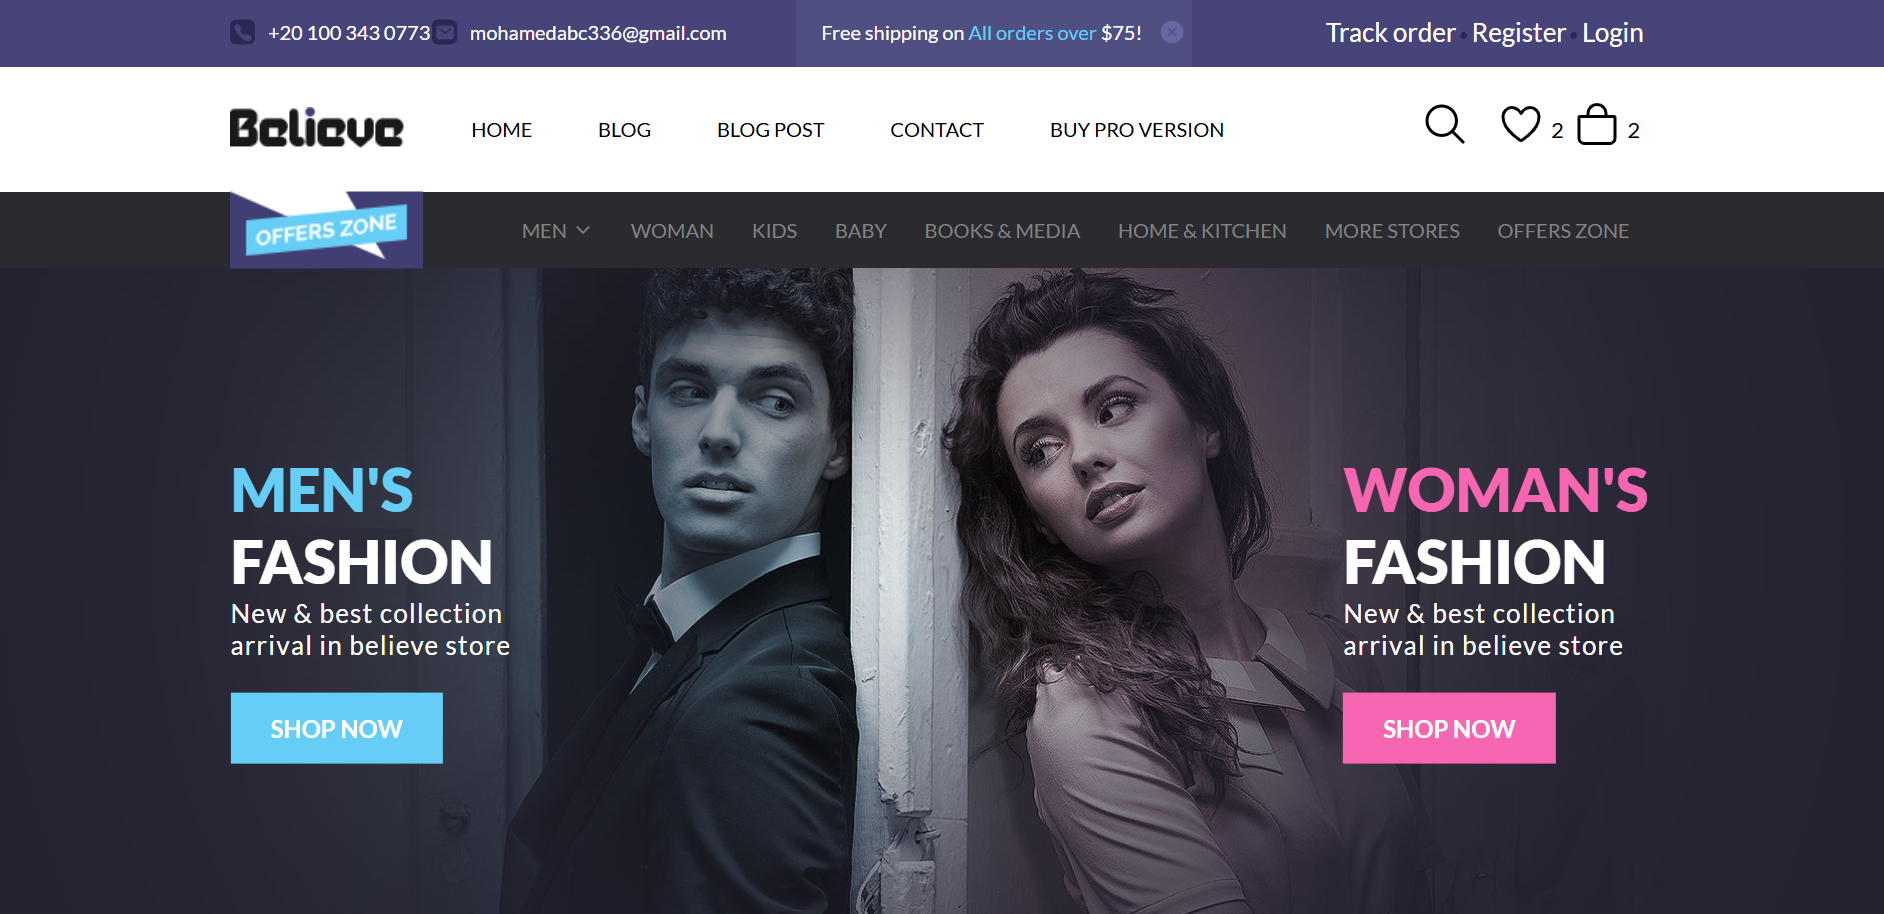 +20 100 343 0773 mohamedabc336@gmail.com
Free shipping on All orders over $75!
Track order • Register • Login
Believe
HOME BLOG BLOG POST CONTACT BUY PRO VERSION
2 2
OFFERS ZONE
MEN WOMAN KIDS BABY BOOKS & MEDIA HOME & KITCHEN MORE STORES OFFERS ZONE
MEN'S
FASHION
New & best collection
arrival in believe store
SHOP NOW
WOMAN'S
FASHION
New & best collection
arrival in believe store
SHOP NOW